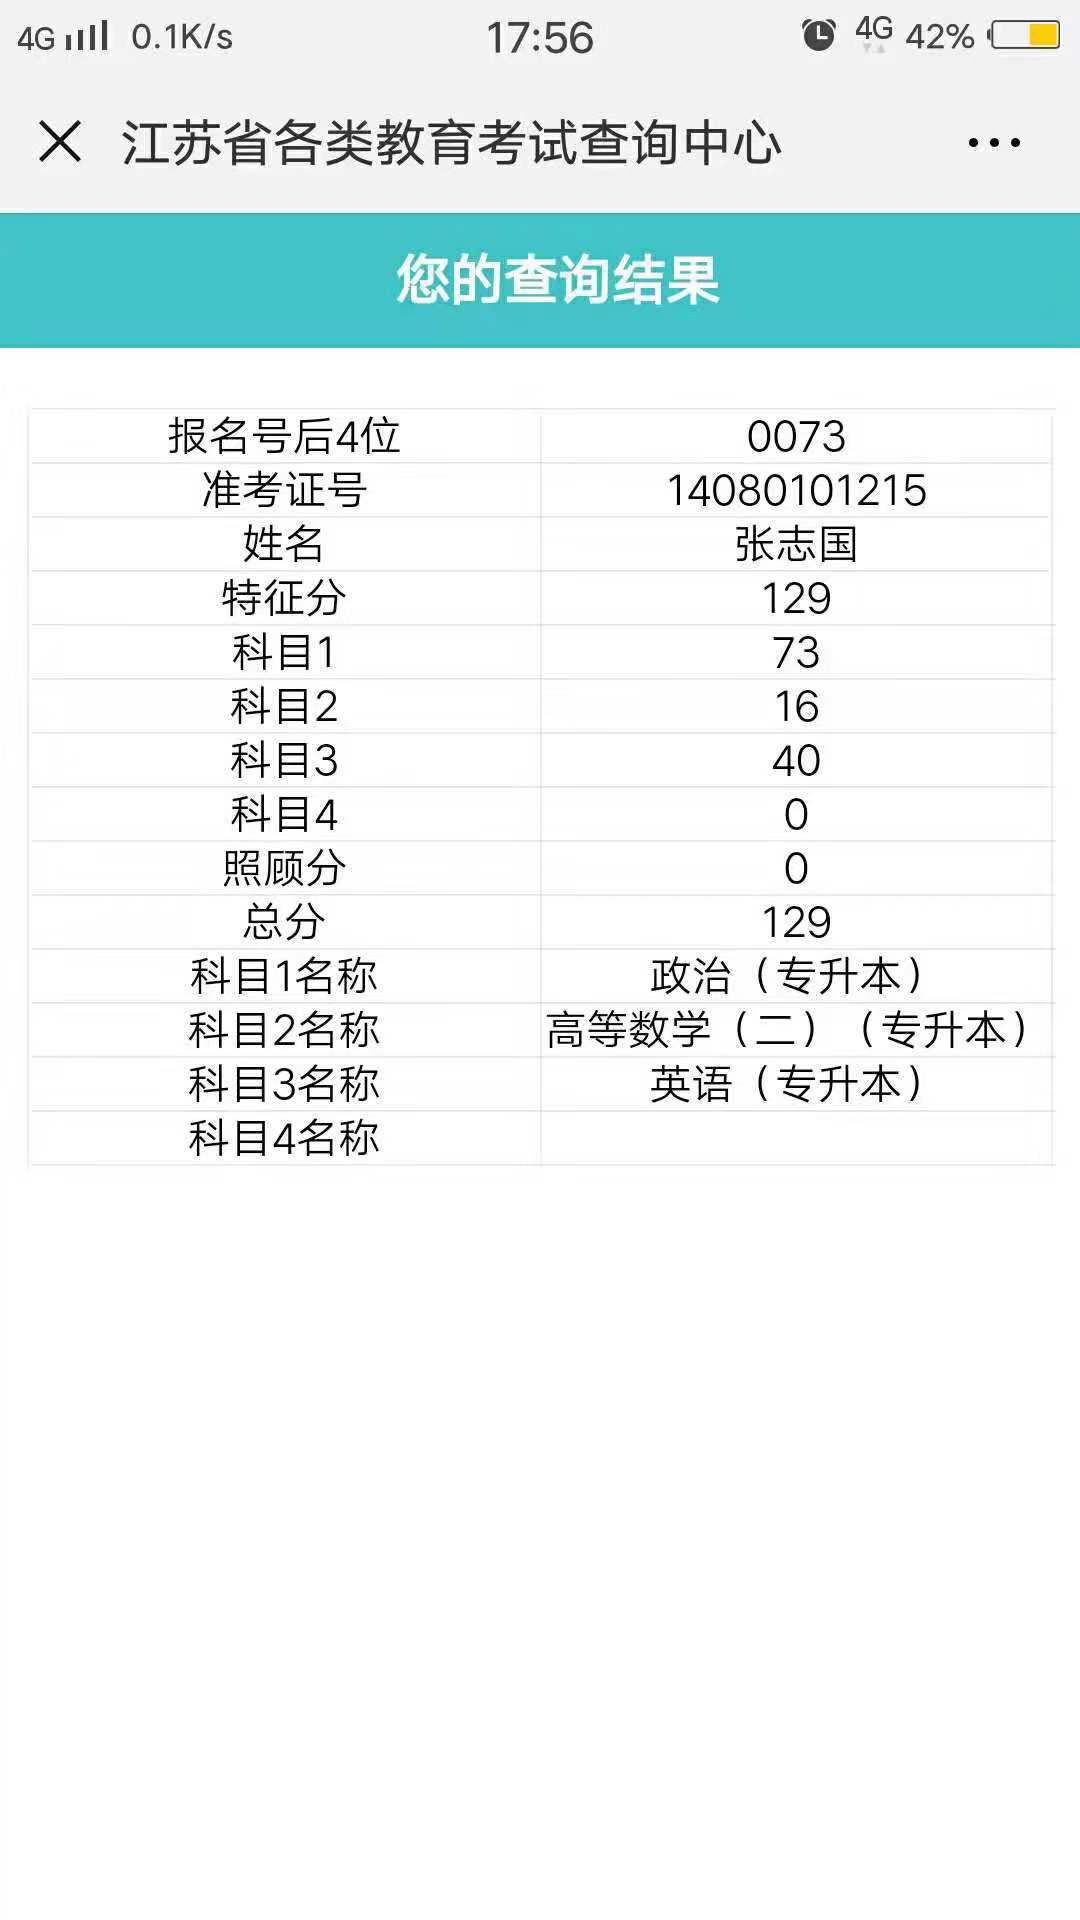 4G 0.1K/s 17:56 4G 42%
江苏省各类教育考试查询中心
您的查询结果
报名号后4位 0073
准考证号 14080101215
姓名 张志国
特征分 129
科目1 73
科目2 16
科目3 40
科目4 0
照顾分 0
总分 129
科目1名称 政治（专升本）
科目2名称 高等数学（二）（专升本）
科目3名称 英语（专升本）
科目4名称